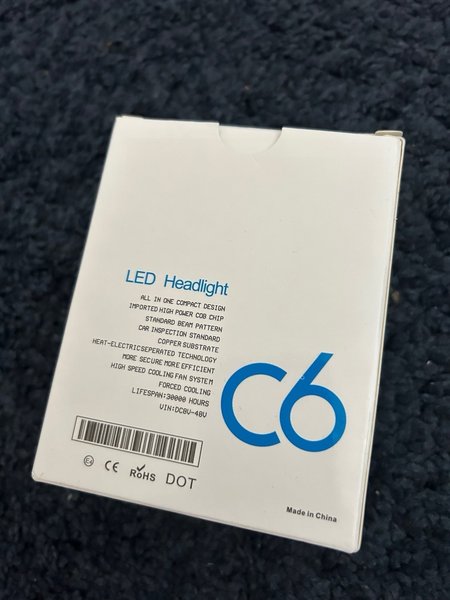 LED Headlight
ALL IN ONE COMPACT DESIGN
IMPORTED HIGH POWER COB CHIP
STANDARD BEAM PATTERN
CAR INSPECTION STANDARD
COPPER SUBSTRATE
HEAT-ELECTRICSEPERATED TECHNOLOGY
MORE SECURE MORE EFFICIENT
HIGH SPEED COOLING FAN SYSTEM
FORCED COOLING
LIFESPAN:30000 HOURS
VIN:DC8V-48V
C6
E4 CE RoHS DOT
Made in China